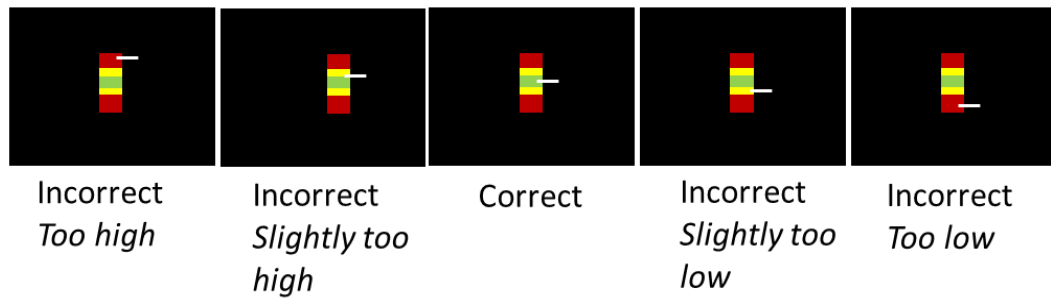 Incorrect
Too high
Incorrect
Slightly too
high
Correct
Incorrect
Slightly too
low
Incorrect
Too low